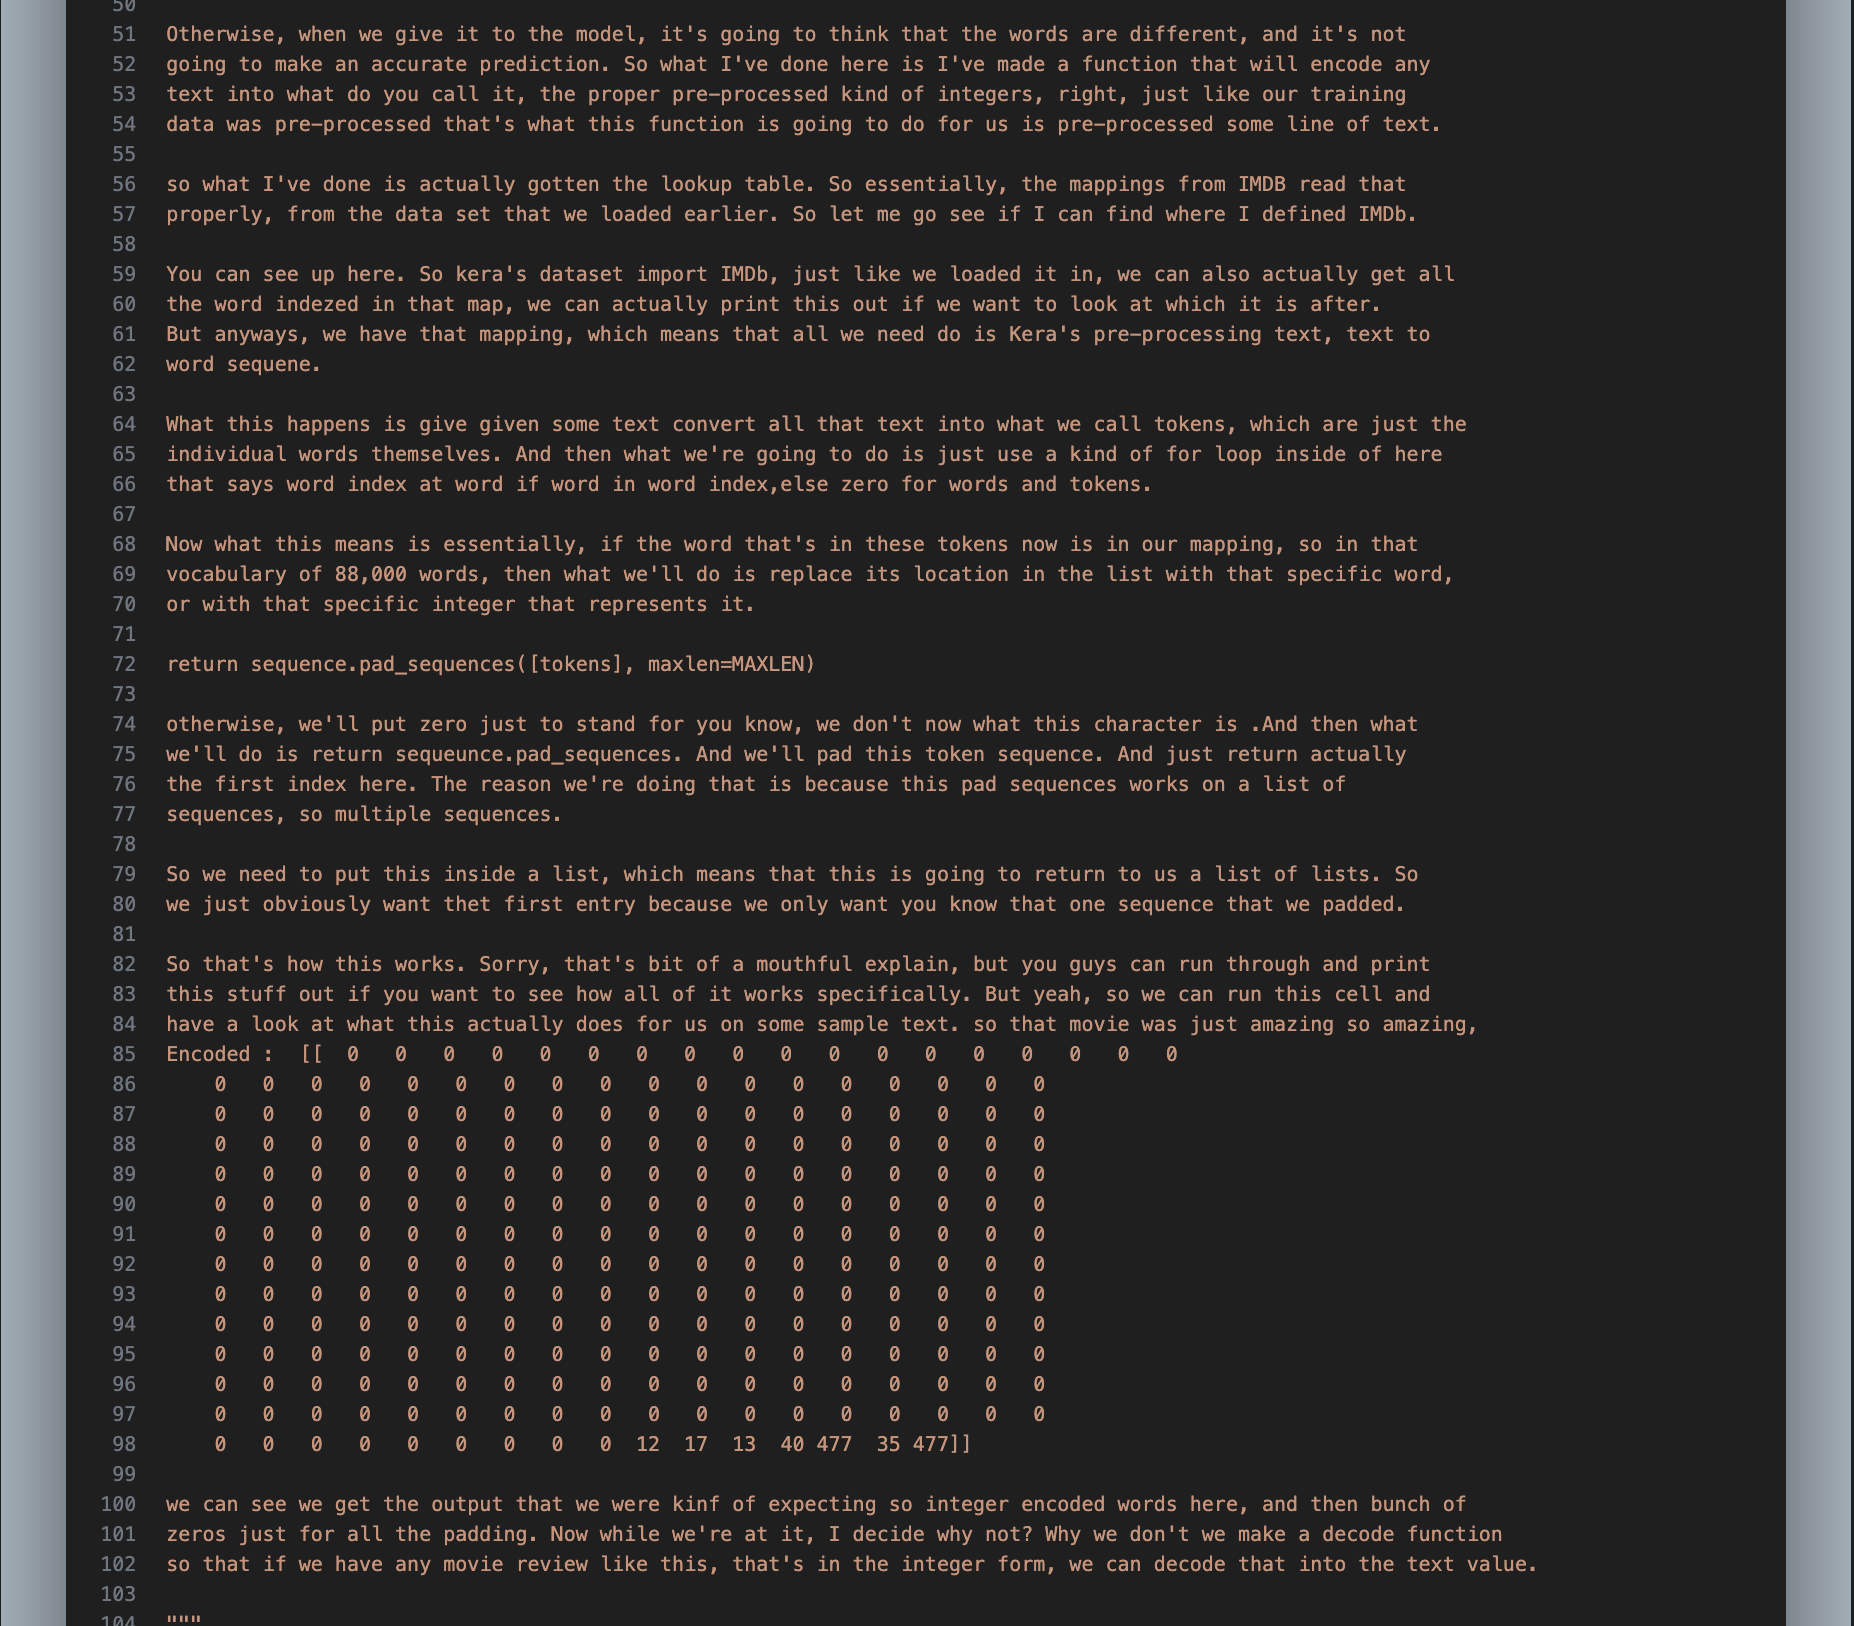 50
51 Otherwise, when we give it to the model, it's going to think that the words are different, and it's not
52 going to make an accurate prediction. So what I've done here is I've made a function that will encode any
53 text into what do you call it, the proper pre-processed kind of integers, right, just like our training
54 data was pre-processed that's what this function is going to do for us is pre-processed some line of text.
55
56 so what I've done is actually gotten the lookup table. So essentially, the mappings from IMDB read that
57 properly, from the data set that we loaded earlier. So let me go see if I can find where I defined IMDb.
58
59 You can see up here. So kera's dataset import IMDb, just like we loaded it in, we can also actually get all
60 the word indezed in that map, we can actually print this out if we want to look at which it is after.
61 But anyways, we have that mapping, which means that all we need do is Kera's pre-processing text, text to
62 word sequene.
63
64 What this happens is give given some text convert all that text into what we call tokens, which are just the
65 individual words themselves. And then what we're going to do is just use a kind of for loop inside of here
66 that says word index at word if word in word index,else zero for words and tokens.
67
68 Now what this means is essentially, if the word that's in these tokens now is in our mapping, so in that
69 vocabulary of 88,000 words, then what we'll do is replace its location in the list with that specific word,
70 or with that specific integer that represents it.
71
72 return sequence.pad_sequences([tokens], maxlen=MAXLEN)
73
74 otherwise, we'll put zero just to stand for you know, we don't now what this character is .And then what
75 we'll do is return sequeunce.pad_sequences. And we'll pad this token sequence. And just return actually
76 the first index here. The reason we're doing that is because this pad sequences works on a list of
77 sequences, so multiple sequences.
78
79 So we need to put this inside a list, which means that this is going to return to us a list of lists. So
80 we just obviously want thet first entry because we only want you know that one sequence that we padded.
81
82 So that's how this works. Sorry, that's bit of a mouthful explain, but you guys can run through and print
83 this stuff out if you want to see how all of it works specifically. But yeah, so we can run this cell and
84 have a look at what this actually does for us on some sample text. so that movie was just amazing so amazing,
85 Encoded : [[ 0 0 0 0 0 0 0 0 0 0 0 0 0 0 0 0 0 0
86 0 0 0 0 0 0 0 0 0 0 0 0 0 0 0 0 0 0
87 0 0 0 0 0 0 0 0 0 0 0 0 0 0 0 0 0 0
88 0 0 0 0 0 0 0 0 0 0 0 0 0 0 0 0 0 0
89 0 0 0 0 0 0 0 0 0 0 0 0 0 0 0 0 0 0
90 0 0 0 0 0 0 0 0 0 0 0 0 0 0 0 0 0 0
91 0 0 0 0 0 0 0 0 0 0 0 0 0 0 0 0 0 0
92 0 0 0 0 0 0 0 0 0 0 0 0 0 0 0 0 0 0
93 0 0 0 0 0 0 0 0 0 0 0 0 0 0 0 0 0 0
94 0 0 0 0 0 0 0 0 0 0 0 0 0 0 0 0 0 0
95 0 0 0 0 0 0 0 0 0 0 0 0 0 0 0 0 0 0
96 0 0 0 0 0 0 0 0 0 0 0 0 0 0 0 0 0 0
97 0 0 0 0 0 0 0 0 0 0 0 0 0 0 0 0 0 0
98 0 0 0 0 0 0 0 0 0 12 17 13 40 477 35 477]]
99
100 we can see we get the output that we were kinf of expecting so integer encoded words here, and then bunch of
101 zeros just for all the padding. Now while we're at it, I decide why not? Why we don't we make a decode function
102 so that if we have any movie review like this, that's in the integer form, we can decode that into the text value.
103
104 """